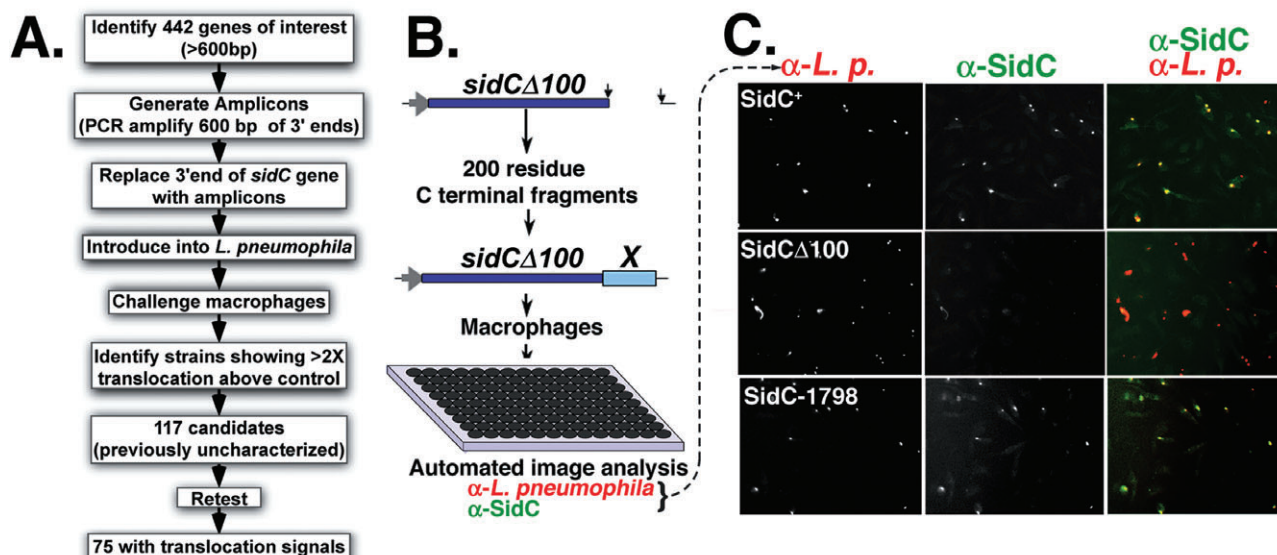 A.
Identify 442 genes of interest
(>600bp)
Generate Amplicons
(PCR amplify 600 bp of 3' ends)
Replace 3'end of sidC gene
with amplicons
Introduce into L. pneumophila
Challenge macrophages
Identify strains showing >2X
translocation above control
117 candidates
(previously uncharacterized)
Retest
75 with translocation signals
B.
sidCΔ100
200 residue
C terminal fragments
sidCΔ100 X
Macrophages
Automated image analysis
α-L. pneumophila
α-SidC
}
C.
α-L. p.
α-SidC
α-SidC
α-L. p.
SidC⁺
SidCΔ100
SidC-1798